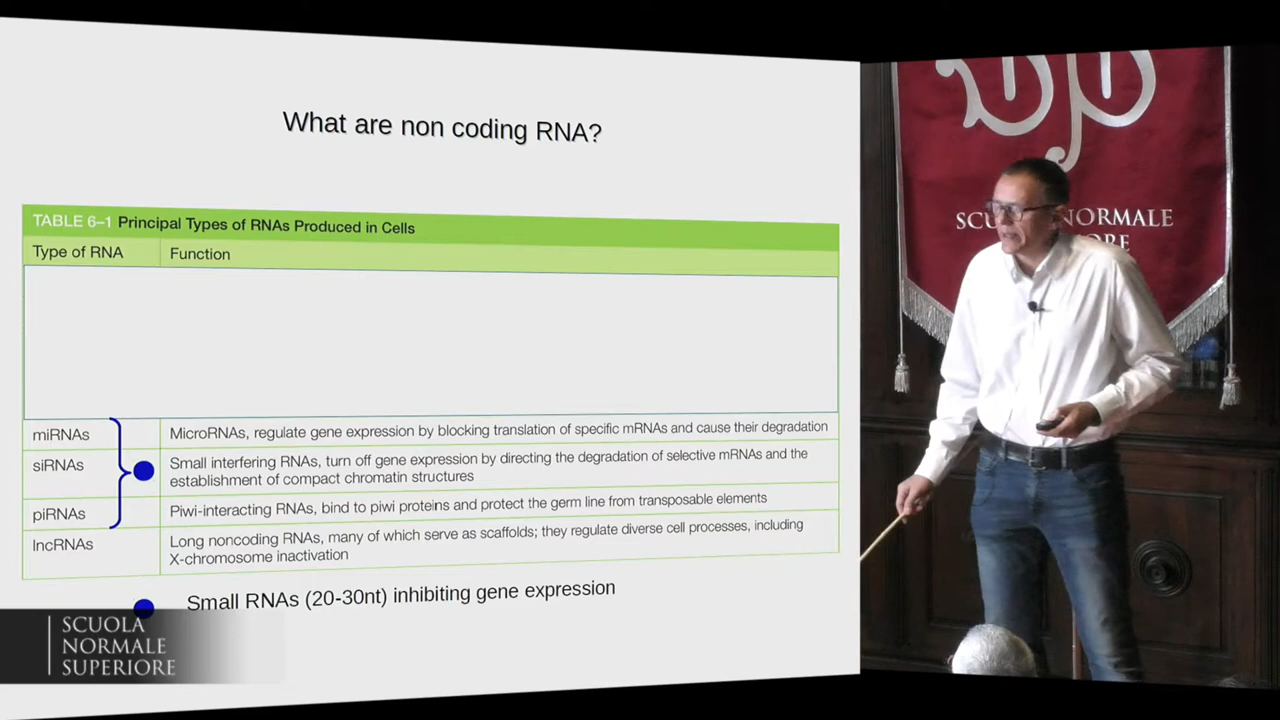 What are non coding RNA?
TABLE 6–1 Principal Types of RNAs Produced in Cells
Type of RNA Function
miRNAs MicroRNAs, regulate gene expression by blocking translation of specific mRNAs and cause their degradation
siRNAs Small interfering RNAs, turn off gene expression by directing the degradation of selective mRNAs and the
establishment of compact chromatin structures
piRNAs Piwi-interacting RNAs, bind to piwi proteins and protect the germ line from transposable elements
lncRNAs Long noncoding RNAs, many of which serve as scaffolds; they regulate diverse cell processes, including
X-chromosome inactivation
Small RNAs (20-30nt) inhibiting gene expression
SCUOLA
NORMALE
SUPERIORE
NORMALE